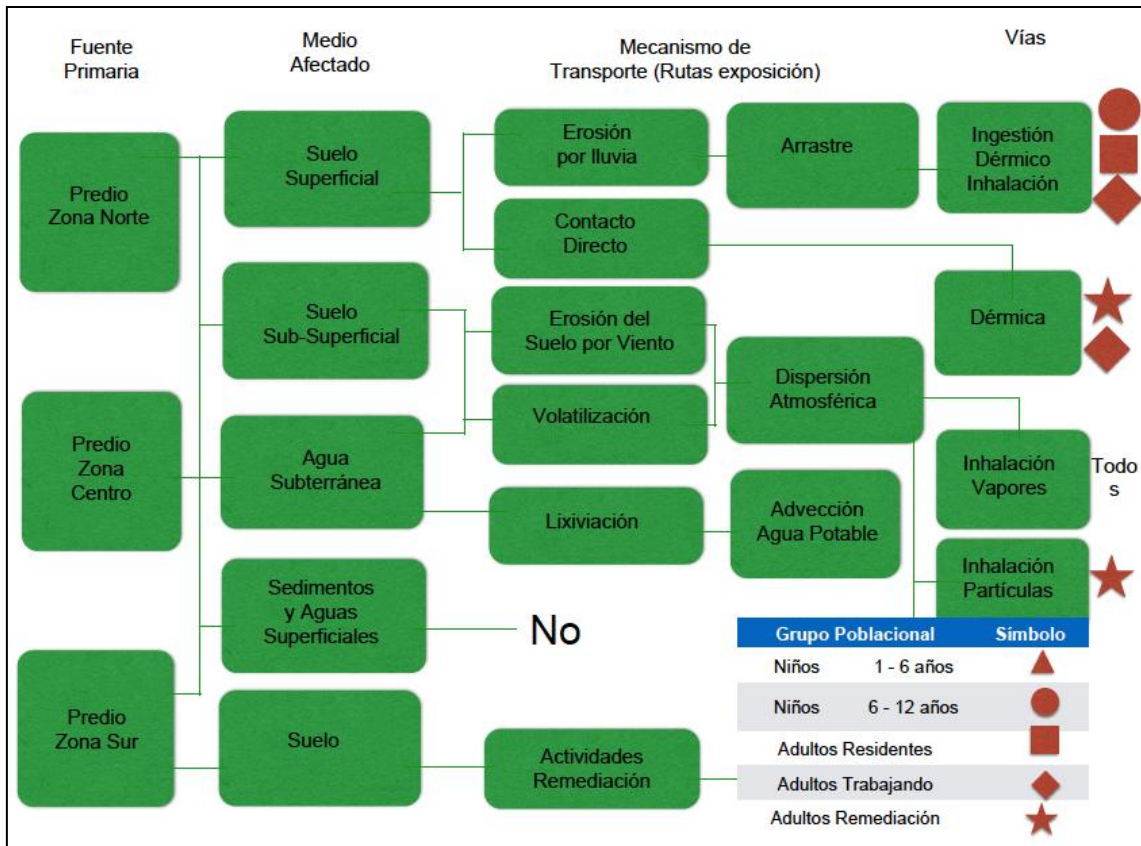 Fuente
Primaria
Medio
Afectado
Mecanismo de
Transporte (Rutas exposición)
Vías
Predio
Zona Norte
Suelo
Superficial
Erosión
por lluvia
Arrastre
Ingestión
Dérmico
Inhalación
Contacto
Directo
Suelo
Sub-Superficial
Erosión del
Suelo por Viento
Dérmica
Dispersión
Atmosférica
Volatilización
Predio
Zona
Centro
Agua
Subterránea
Inhalación
Vapores
Todo
s
Lixiviación
Advección
Agua Potable
Inhalación
Partículas
Sedimentos
y Aguas
Superficiales
No
Predio
Zona Sur
Suelo
Actividades
Remediación
Grupo Poblacional Símbolo
Niños 1 - 6 años
Niños 6 - 12 años
Adultos Residentes
Adultos Trabajando
Adultos Remediación